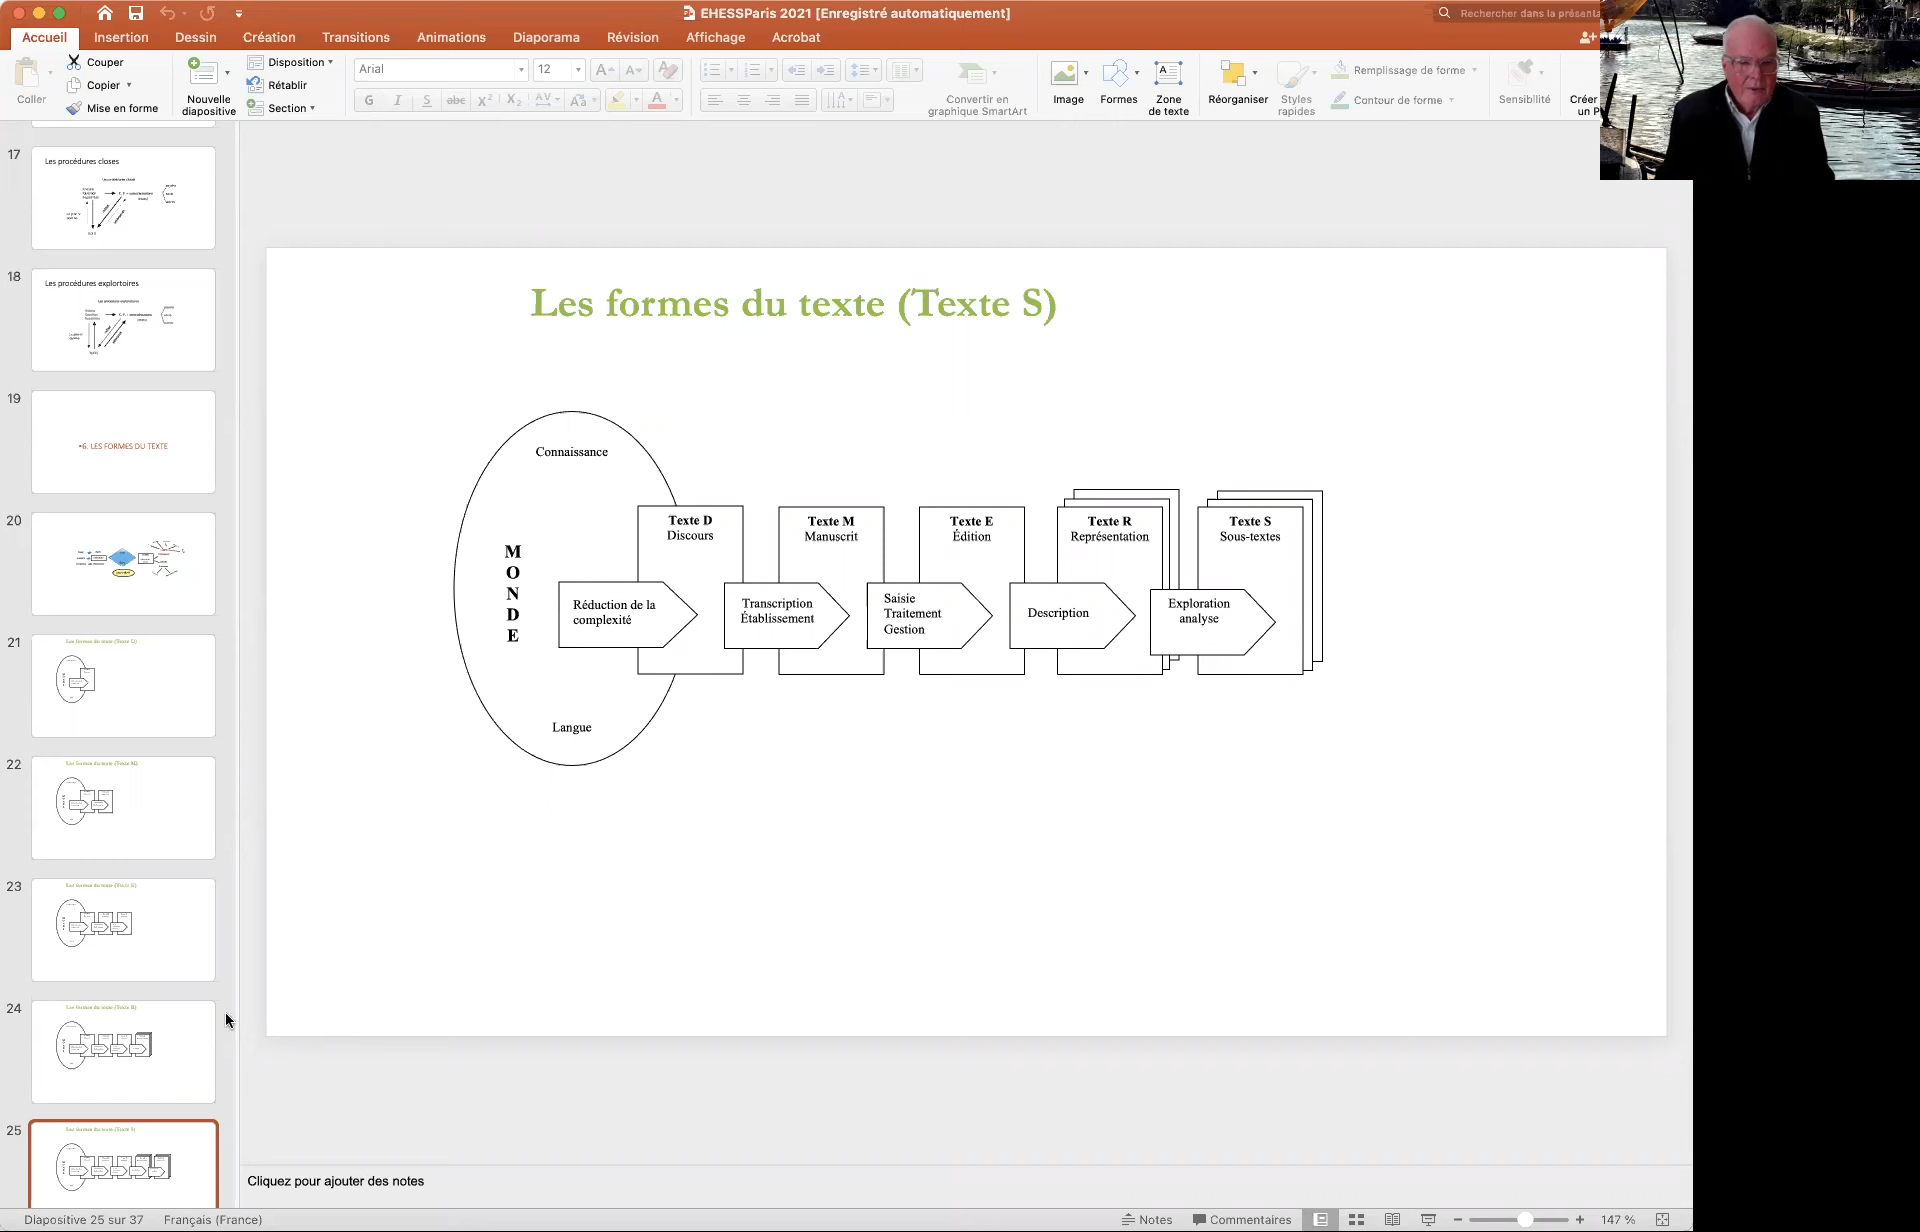 EHESSParis 2021 [Enregistré automatiquement]
Rechercher dans la présenta
Accueil
Insertion
Dessin
Création
Transitions
Animations
Diaporama
Révision
Affichage
Acrobat
Coller
Couper
Copier
Mise en forme
Nouvelle
diapositive
Disposition
Rétablir
Section
Arial
12
G
I
S
abc
X²
X₂
Convertir en
graphique SmartArt
Image
Formes
Zone
de texte
Réorganiser
Styles
rapides
Remplissage de forme
Contour de forme
Sensibilité
Créer
un P
17
Les procédures closes
18
Les procédures explortoires
19
•6. LES FORMES DU TEXTE
20
21
22
23
24
25
Les formes du texte (Texte S)
Connaissance
MONDE
Langue
Texte D
Discours
Réduction de la
complexité
Texte M
Manuscrit
Transcription
Établissement
Texte E
Édition
Saisie
Traitement
Gestion
Texte R
Représentation
Description
Texte S
Sous-textes
Exploration
analyse
Cliquez pour ajouter des notes
Diapositive 25 sur 37
Français (France)
Notes
Commentaires
147 %